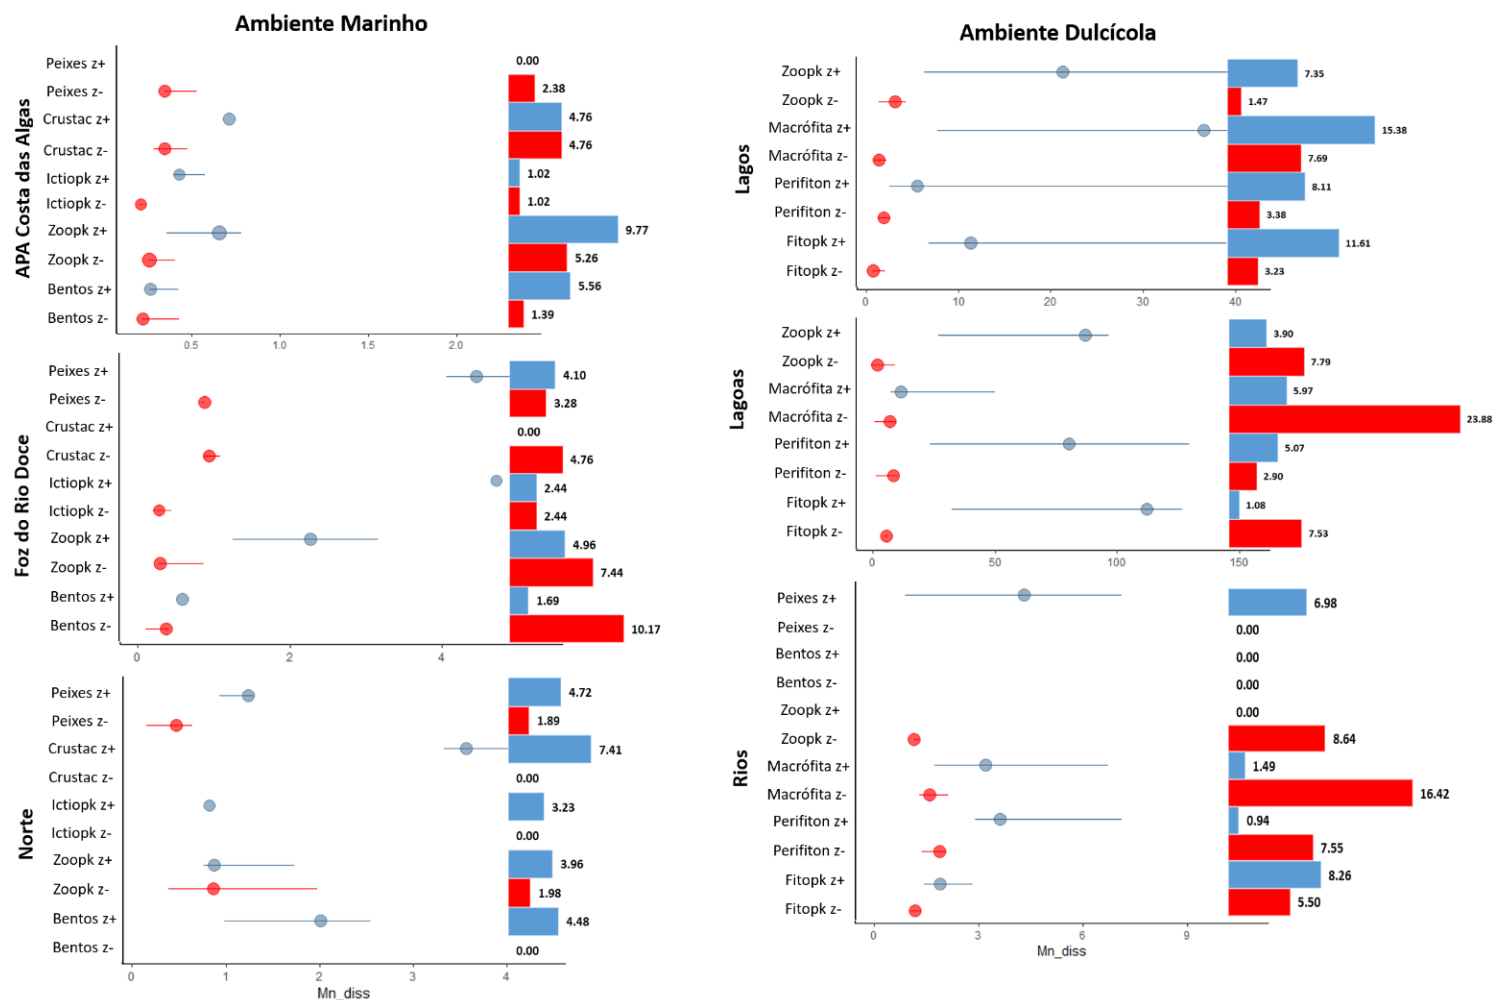 Ambiente Marinho
APA Costa das Algas
Peixes z+ 0.00
Peixes z- 2.38
Crustac z+ 4.76
Crustac z- 4.76
Ictiopk z+ 1.02
Ictiopk z- 1.02
Zoopk z+ 9.77
Zoopk z- 5.26
Bentos z+ 5.56
Bentos z- 1.39
0.5 1.0 1.5 2.0
Foz do Rio Doce
Peixes z+ 4.10
Peixes z- 3.28
Crustac z+ 0.00
Crustac z- 4.76
Ictiopk z+ 2.44
Ictiopk z- 2.44
Zoopk z+ 4.96
Zoopk z- 7.44
Bentos z+ 1.69
Bentos z- 10.17
0 2 4
Norte
Peixes z+ 4.72
Peixes z- 1.89
Crustac z+ 7.41
Crustac z- 0.00
Ictiopk z+ 3.23
Ictiopk z- 0.00
Zoopk z+ 3.96
Zoopk z- 1.98
Bentos z+ 4.48
Bentos z- 0.00
0 1 2 3 4
Mn_diss
Ambiente Dulcícola
Lagos
Zoopk z+ 7.35
Zoopk z- 1.47
Macrófita z+ 15.38
Macrófita z- 7.69
Perifiton z+ 8.11
Perifiton z- 3.38
Fitopk z+ 11.61
Fitopk z- 3.23
0 10 20 30 40
Lagoas
Zoopk z+ 3.90
Zoopk z- 7.79
Macrófita z+ 5.97
Macrófita z- 23.88
Perifiton z+ 5.07
Perifiton z- 2.90
Fitopk z+ 1.08
Fitopk z- 7.53
0 50 100 150
Rios
Peixes z+ 6.98
Peixes z- 0.00
Bentos z+ 0.00
Bentos z- 0.00
Zoopk z+ 0.00
Zoopk z- 8.64
Macrófita z+ 1.49
Macrófita z- 16.42
Perifiton z+ 0.94
Perifiton z- 7.55
Fitopk z+ 8.26
Fitopk z- 5.50
0 3 6 9
Mn_diss